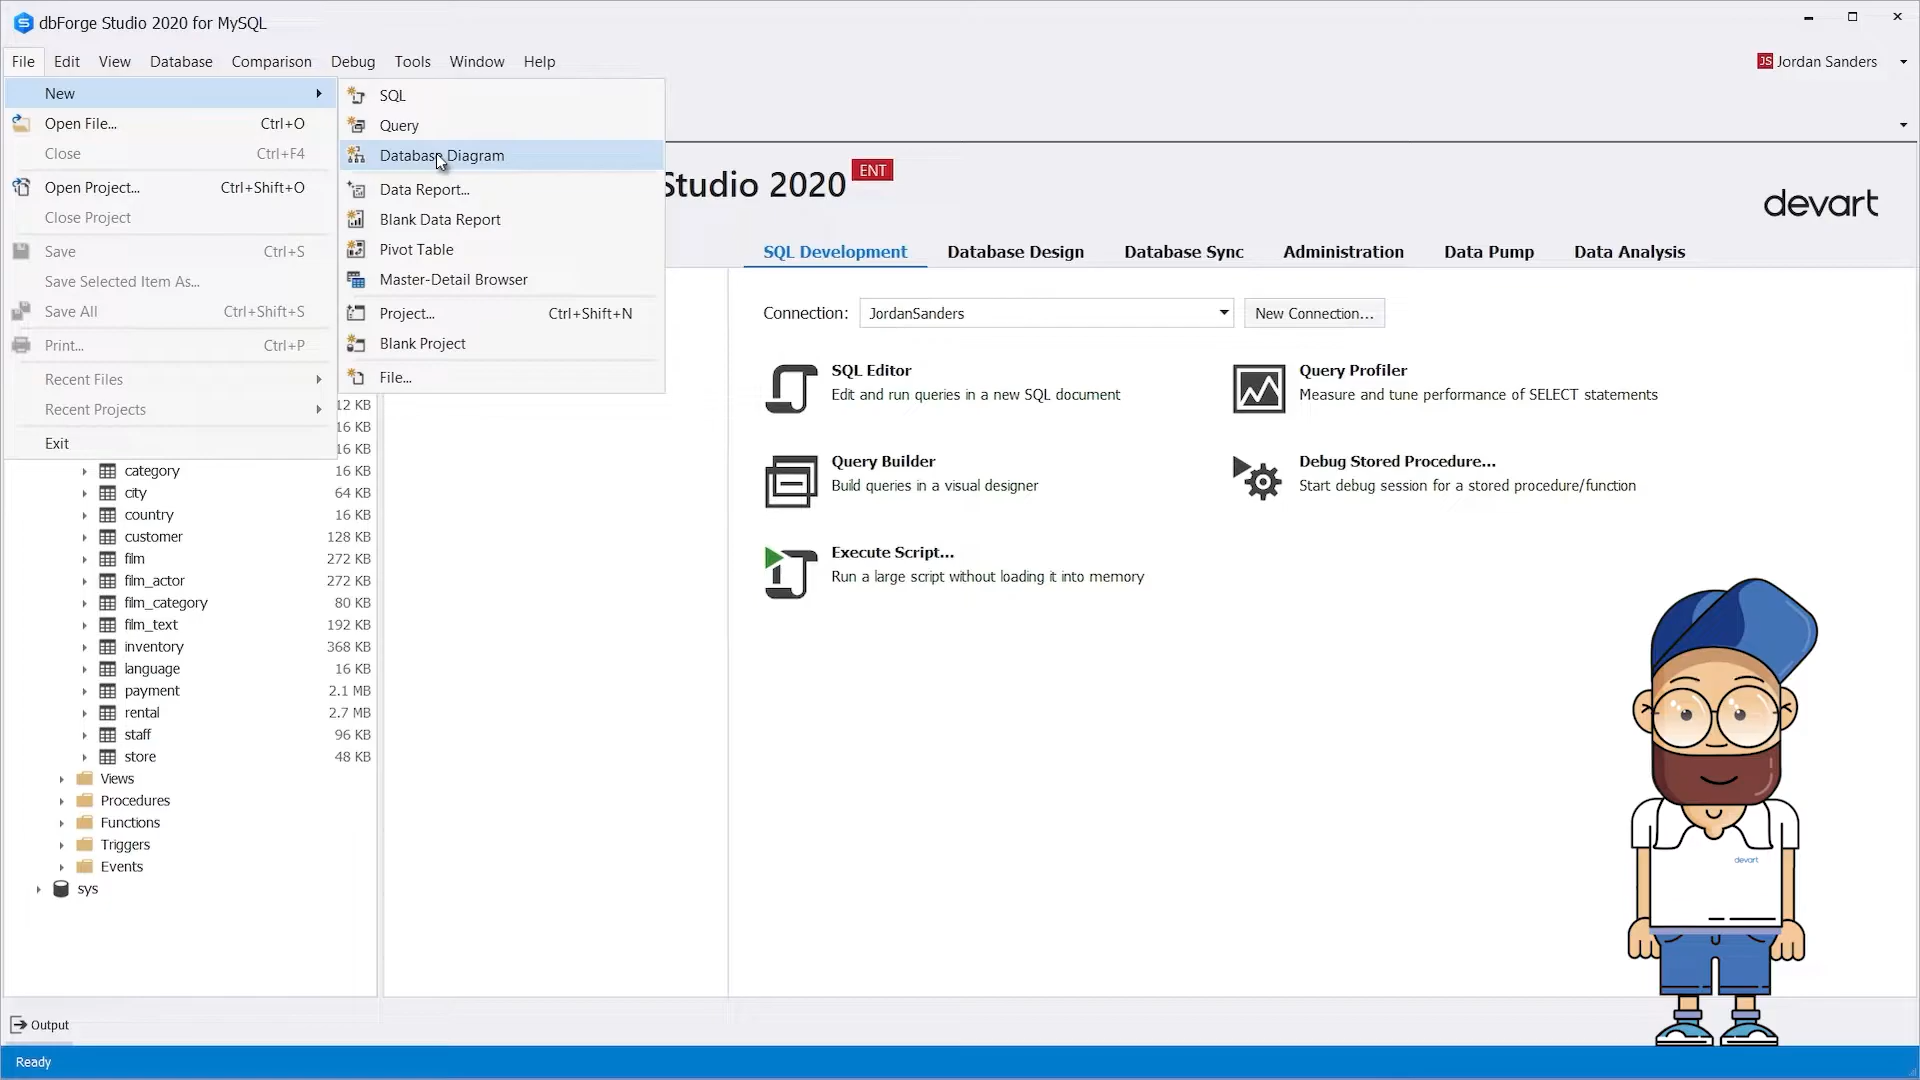 dbForge Studio 2020 for MySQL
File Edit View Database Comparison Debug Tools Window Help
JS Jordan Sanders
New
Open File... Ctrl+O
Close Ctrl+F4
Open Project... Ctrl+Shift+O
Close Project
Save Ctrl+S
Save Selected Item As...
Save All Ctrl+Shift+S
Print... Ctrl+P
Recent Files
Recent Projects
Exit
SQL
Query
Database Diagram
Data Report...
Blank Data Report
Pivot Table
Master-Detail Browser
Project... Ctrl+Shift+N
Blank Project
File...
12 KB
16 KB
16 KB
category 16 KB
city 64 KB
country 16 KB
customer 128 KB
film 272 KB
film_actor 272 KB
film_category 80 KB
film_text 192 KB
inventory 368 KB
language 16 KB
payment 2.1 MB
rental 2.7 MB
staff 96 KB
store 48 KB
Views
Procedures
Functions
Triggers
Events
sys
Studio 2020 ENT
devart
SQL Development Database Design Database Sync Administration Data Pump Data Analysis
Connection: JordanSanders New Connection...
SQL Editor
Edit and run queries in a new SQL document
Query Profiler
Measure and tune performance of SELECT statements
Query Builder
Build queries in a visual designer
Debug Stored Procedure...
Start debug session for a stored procedure/function
Execute Script...
Run a large script without loading it into memory
devart
Output
Ready